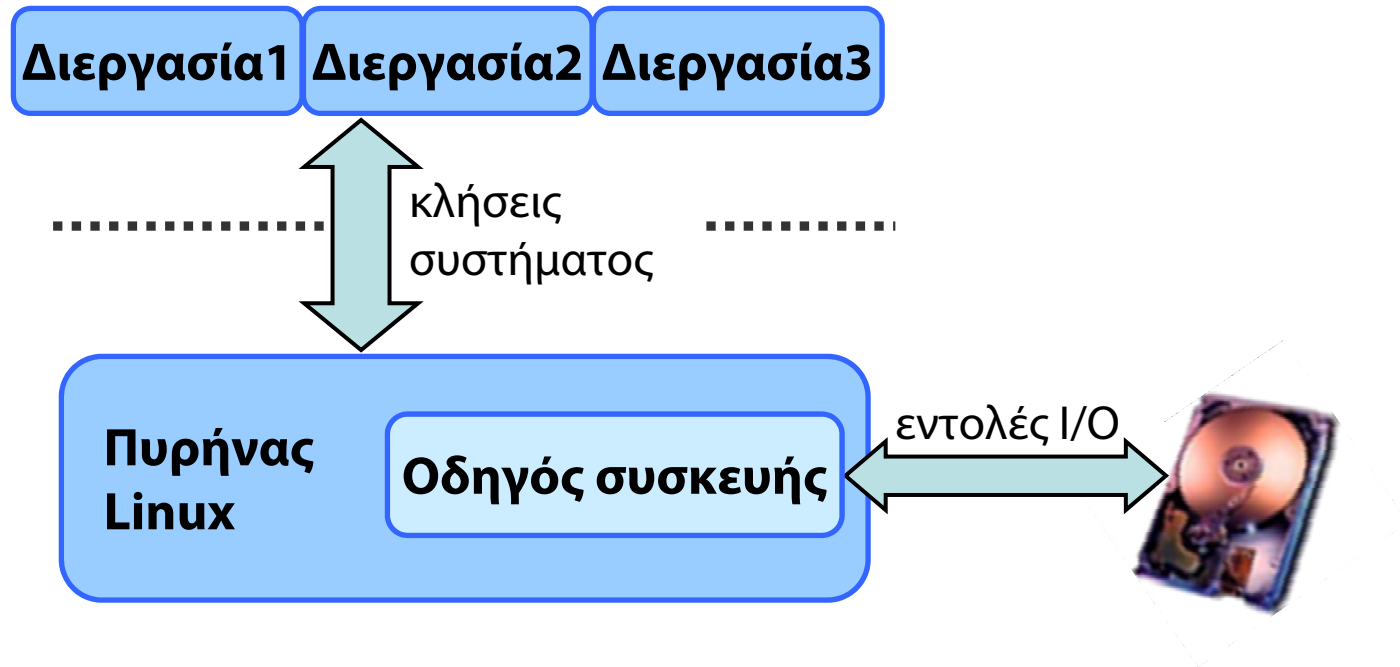 Διεργασία1 Διεργασία2 Διεργασία3
κλήσεις
συστήματος
Πυρήνας
Linux
Οδηγός συσκευής
εντολές I/O